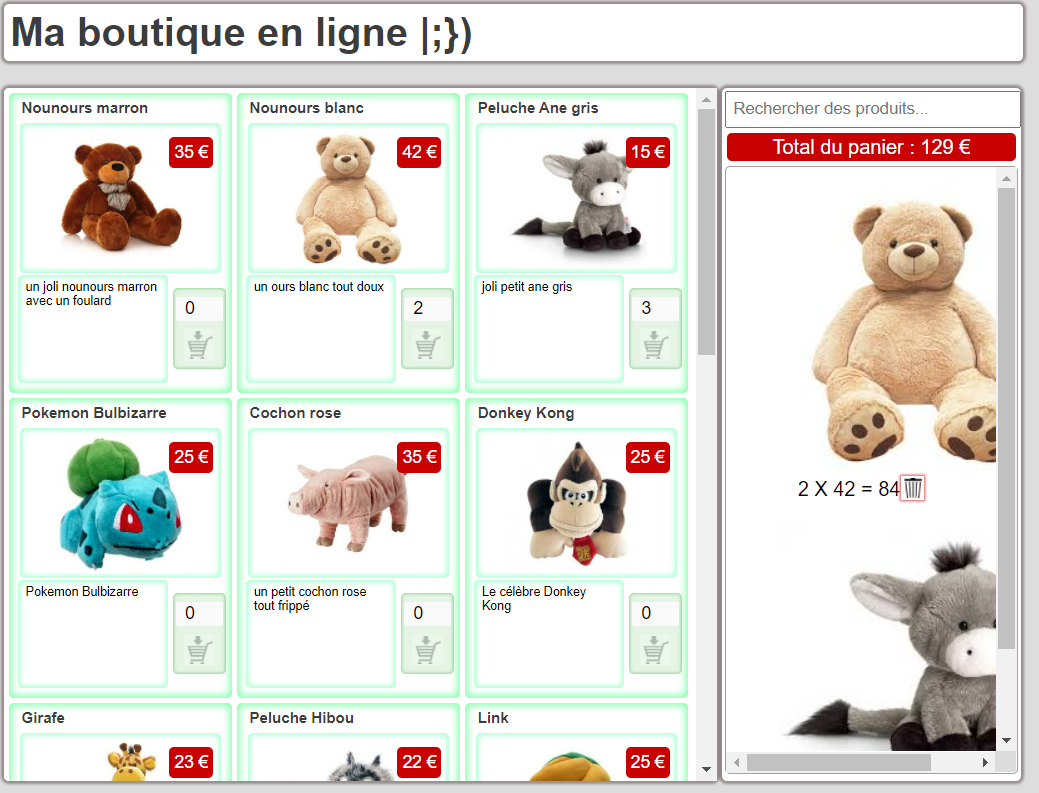 Ma boutique en ligne |;})
Nounours marron
35 €
un joli nounours marron
avec un foulard
0
Nounours blanc
42 €
un ours blanc tout doux
2
Peluche Ane gris
15 €
joli petit ane gris
3
Pokemon Bulbizarre
25 €
Pokemon Bulbizarre
0
Cochon rose
35 €
un petit cochon rose
tout frippé
0
Donkey Kong
25 €
Le célèbre Donkey
Kong
0
Girafe
23 €
Peluche Hibou
22 €
Link
25 €
Rechercher des produits...
Total du panier : 129 €
2 X 42 = 84